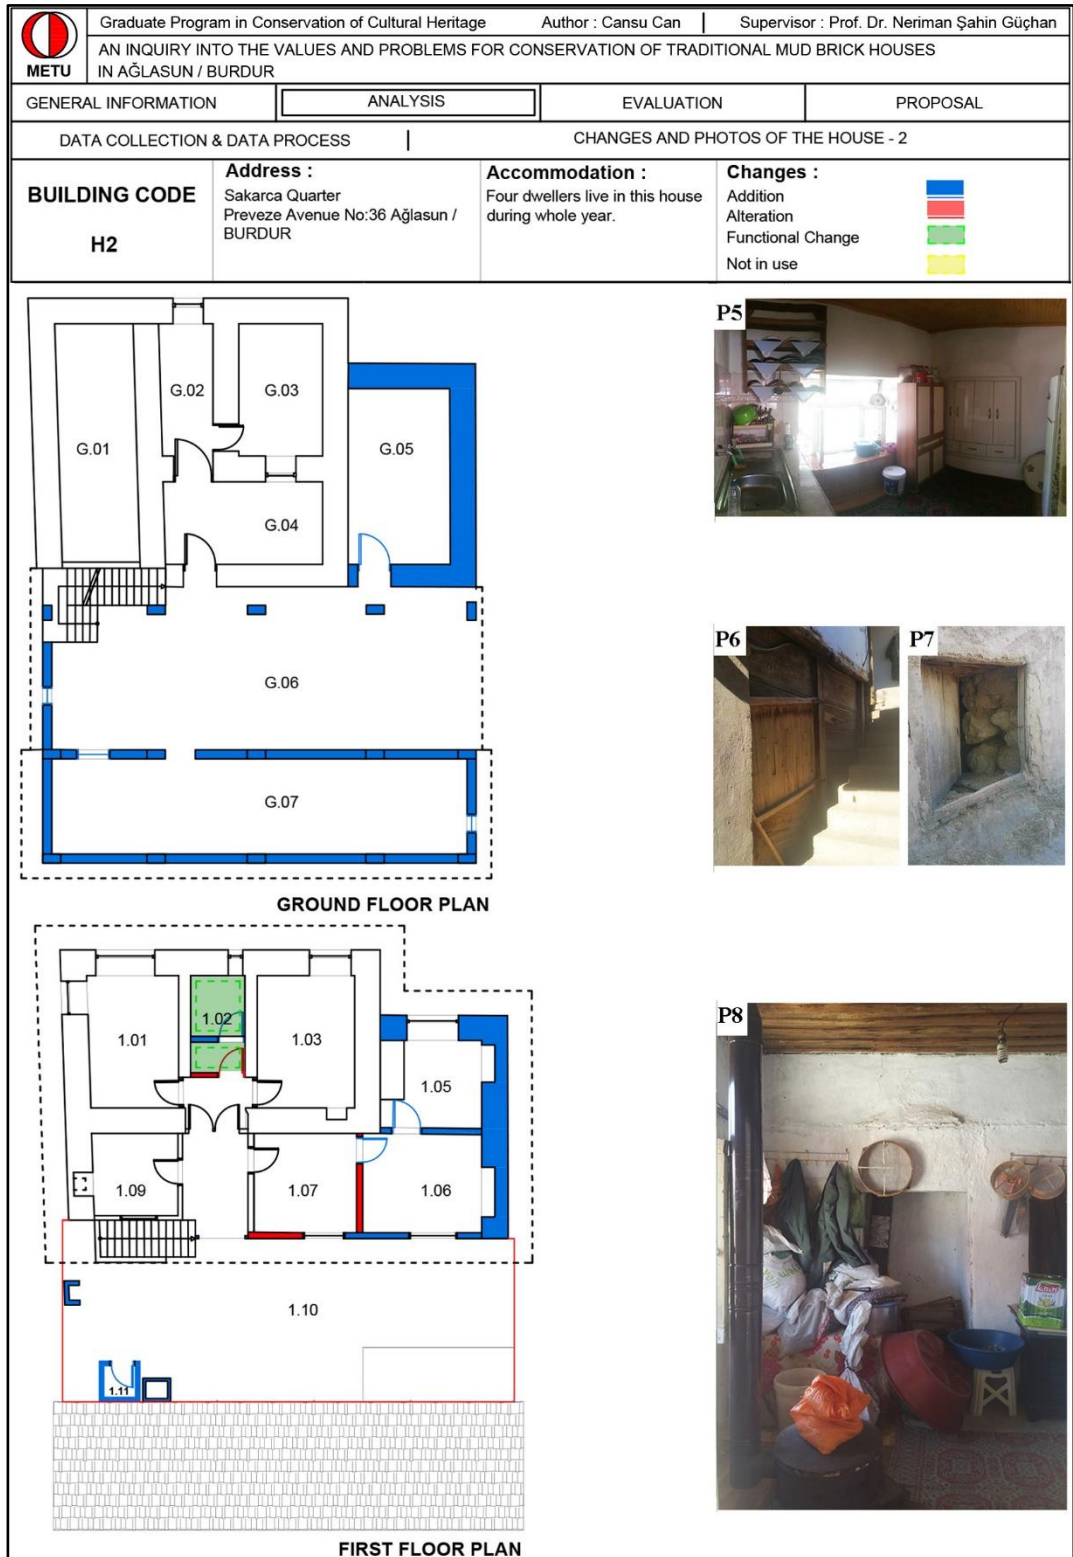 METU
Graduate Program in Conservation of Cultural Heritage Author : Cansu Can | Supervisor : Prof. Dr. Neriman Şahin Güçhan
AN INQUIRY INTO THE VALUES AND PROBLEMS FOR CONSERVATION OF TRADITIONAL MUD BRICK HOUSES
IN AĞLASUN / BURDUR
GENERAL INFORMATION ANALYSIS EVALUATION PROPOSAL
DATA COLLECTION & DATA PROCESS | CHANGES AND PHOTOS OF THE HOUSE - 2
BUILDING CODE
H2
Address :
Sakarca Quarter
Preveze Avenue No:36 Ağlasun /
BURDUR
Accommodation :
Four dwellers live in this house
during whole year.
Changes :
Addition
Alteration
Functional Change
Not in use
G.01
G.02
G.03
G.04
G.05
G.06
G.07
GROUND FLOOR PLAN
P5
P6
P7
1.01
1.02
1.03
1.05
1.09
1.07
1.06
1.10
1.11
FIRST FLOOR PLAN
P8